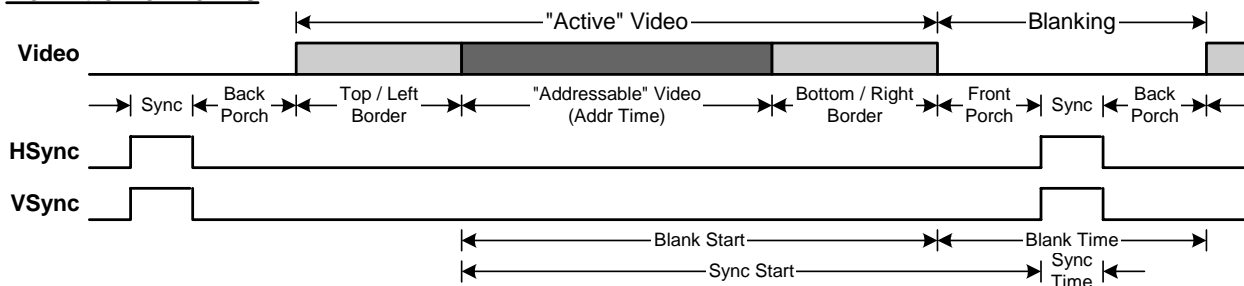 "Active" Video Blanking
Video
Sync Back Porch Top / Left Border "Addressable" Video (Addr Time) Bottom / Right Border Front Porch Sync Back Porch
HSync
VSync
Blank Start Blank Time
Sync Start Sync Time